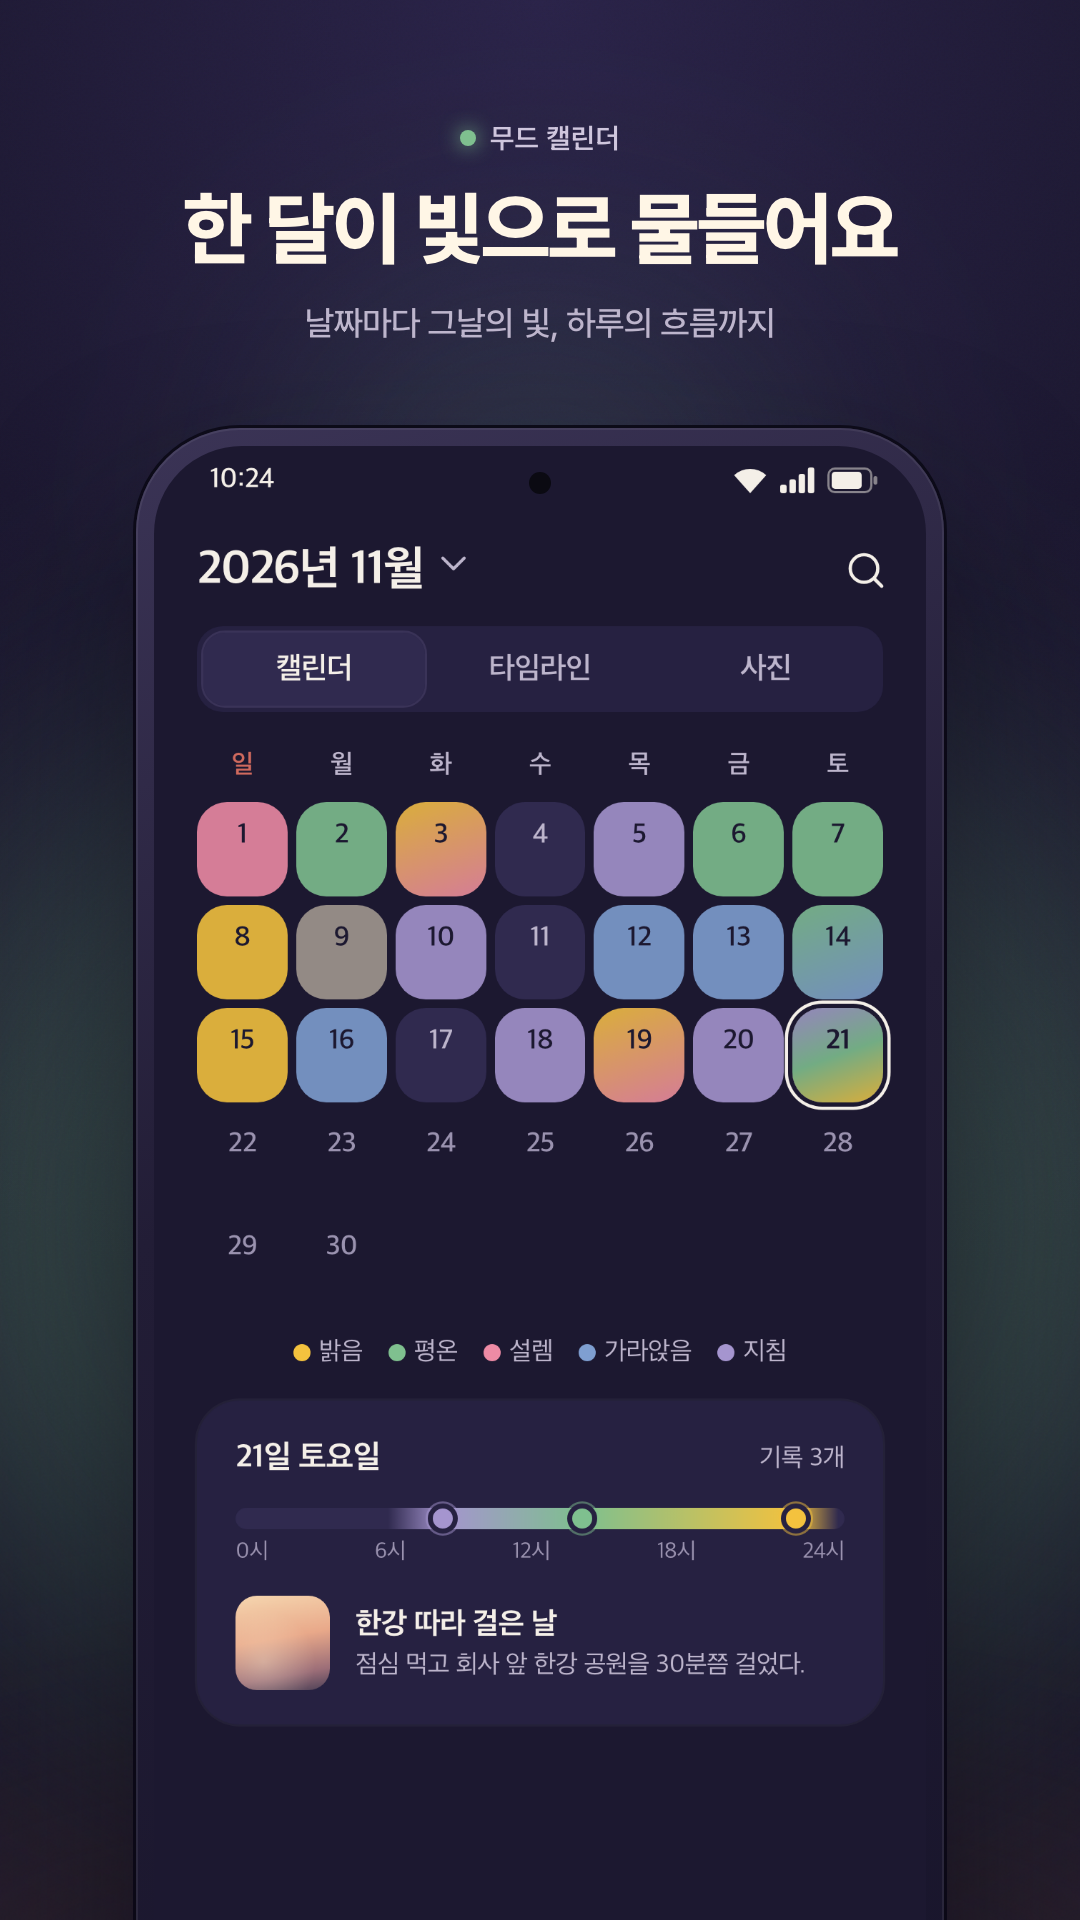 무드 캘린더
한 달이 빛으로 물들어요
날짜마다 그날의 빛, 하루의 흐름까지
10:24
2026년 11월
캘린더 타임라인 사진
일 월 화 수 목 금 토
1 2 3 4 5 6 7
8 9 10 11 12 13 14
15 16 17 18 19 20 21
22 23 24 25 26 27 28
29 30
밝음 평온 설렘 가라앉음 지침
21일 토요일 기록 3개
0시 6시 12시 18시 24시
한강 따라 걸은 날
점심 먹고 회사 앞 한강 공원을 30분쯤 걸었다.